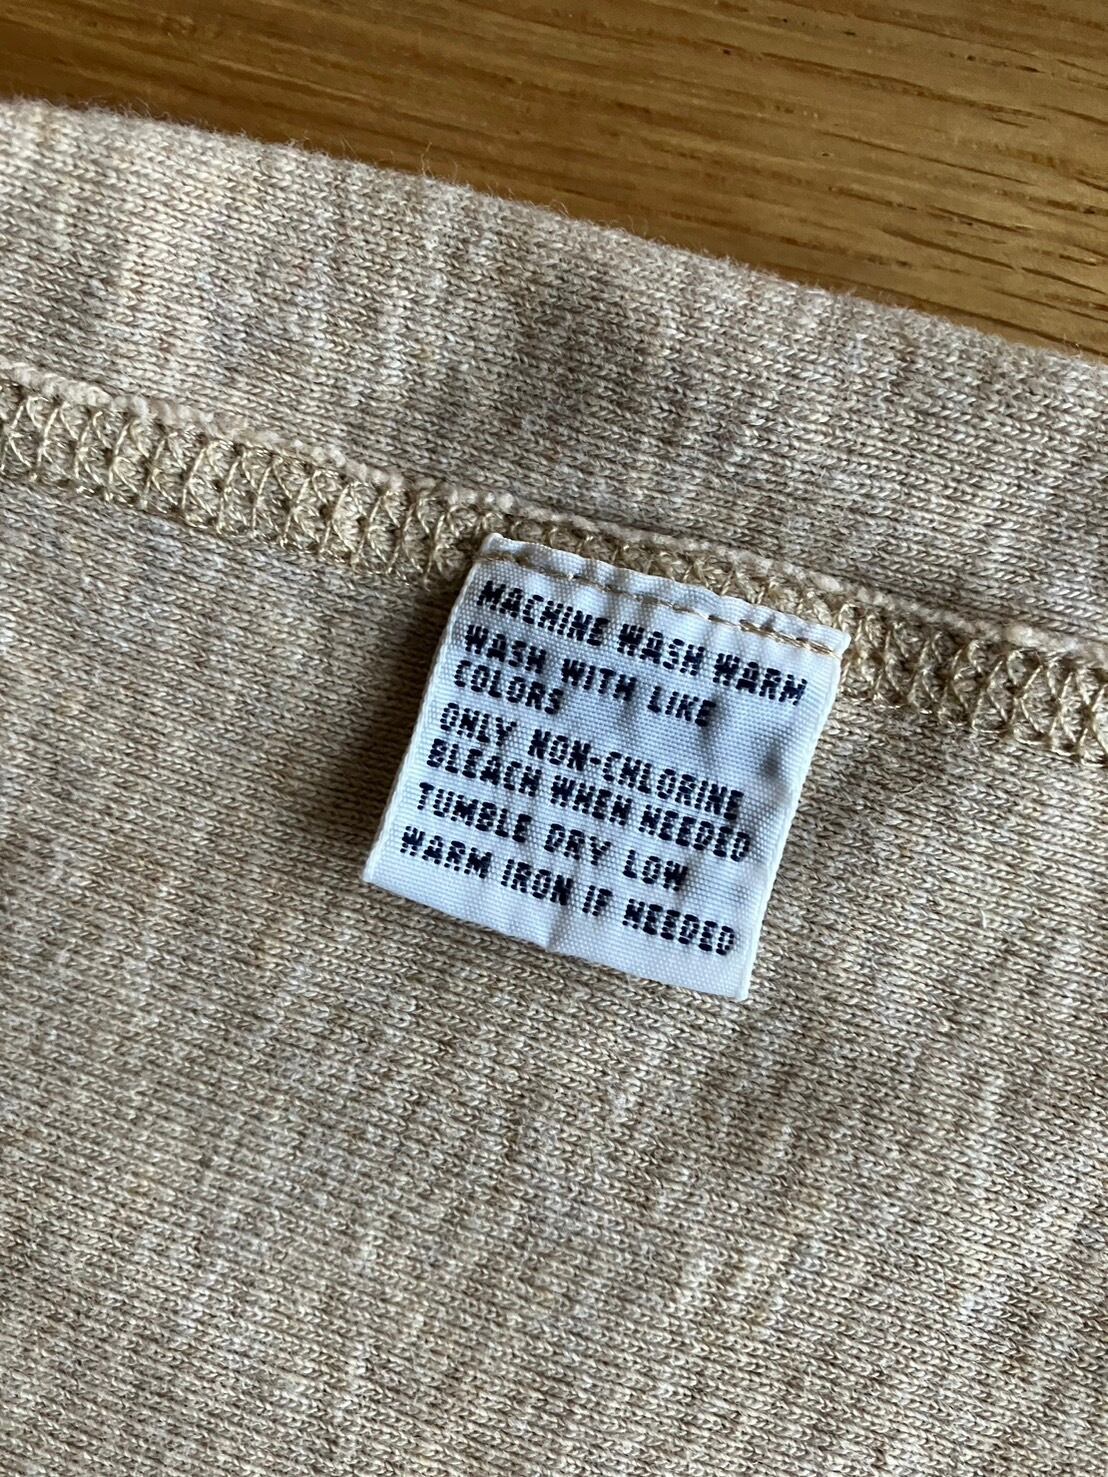 MACHINE WASH WARM
WASH WITH LIKE
COLORS
ONLY NON-CHLORINE
BLEACH WHEN NEEDED
TUMBLE DRY LOW
WARM IRON IF NEEDED